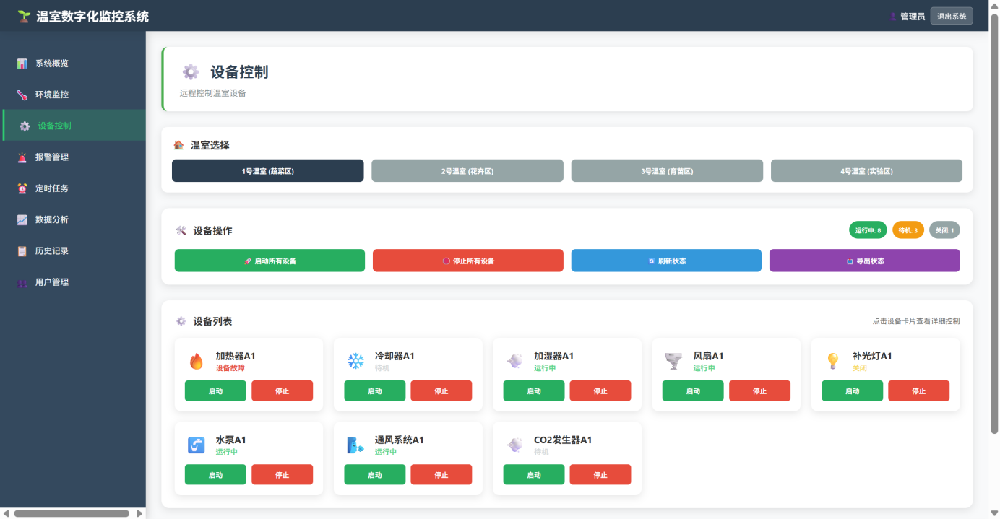 温室数字化监控系统
管理员
退出系统
系统概览
环境监控
设备控制
报警管理
定时任务
数据分析
历史记录
用户管理
设备控制
远程控制温室设备
温室选择
1号温室 (蔬菜区)
2号温室 (花卉区)
3号温室 (育苗区)
4号温室 (实验区)
设备操作
运行中: 8
待机: 3
关闭: 1
启动所有设备
停止所有设备
刷新状态
导出状态
设备列表
点击设备卡片查看详细控制
加热器A1
设备故障
启动
停止
冷却器A1
待机
启动
停止
加湿器A1
运行中
启动
停止
风扇A1
运行中
启动
停止
补光灯A1
关闭
启动
停止
水泵A1
运行中
启动
停止
通风系统A1
运行中
启动
停止
CO2发生器A1
待机
启动
停止